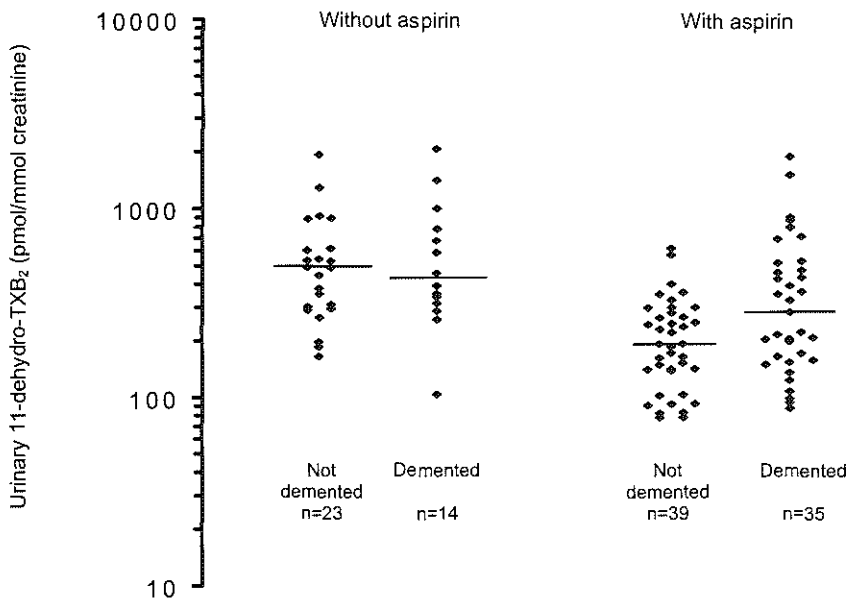 Urinary 11-dehydro-TXB₂ (pmol/mmol creatinine)
10000
1000
100
10
Without aspirin
With aspirin
Not
demented
n=23
Demented
n=14
Not
demented
n=39
Demented
n=35